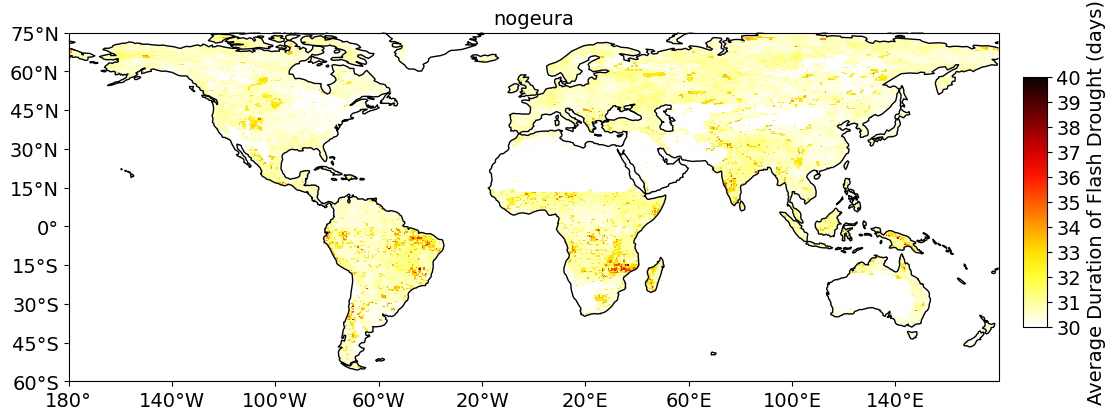 nogeura
75°N
60°N
45°N
30°N
15°N
0°
15°S
30°S
45°S
60°S
180°
140°W
100°W
60°W
20°W
20°E
60°E
100°E
140°E
40
39
38
37
36
35
34
33
32
31
30
Average Duration of Flash Drought (days)